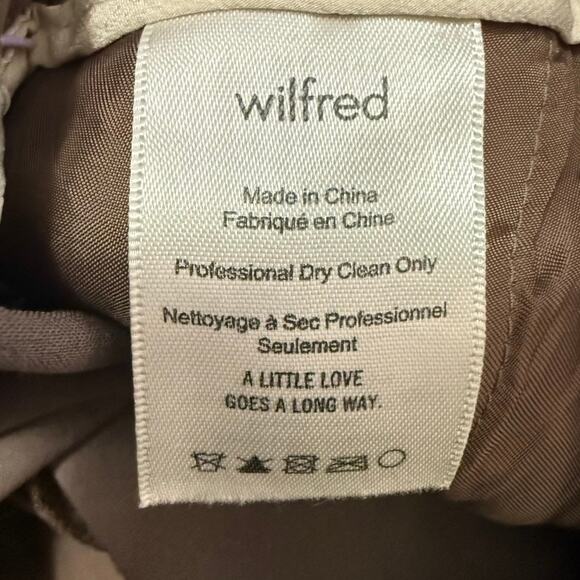 wilfred
Made in China
Fabriqué en Chine
Professional Dry Clean Only
Nettoyage à Sec Professionnel
Seulement
A LITTLE LOVE
GOES A LONG WAY.